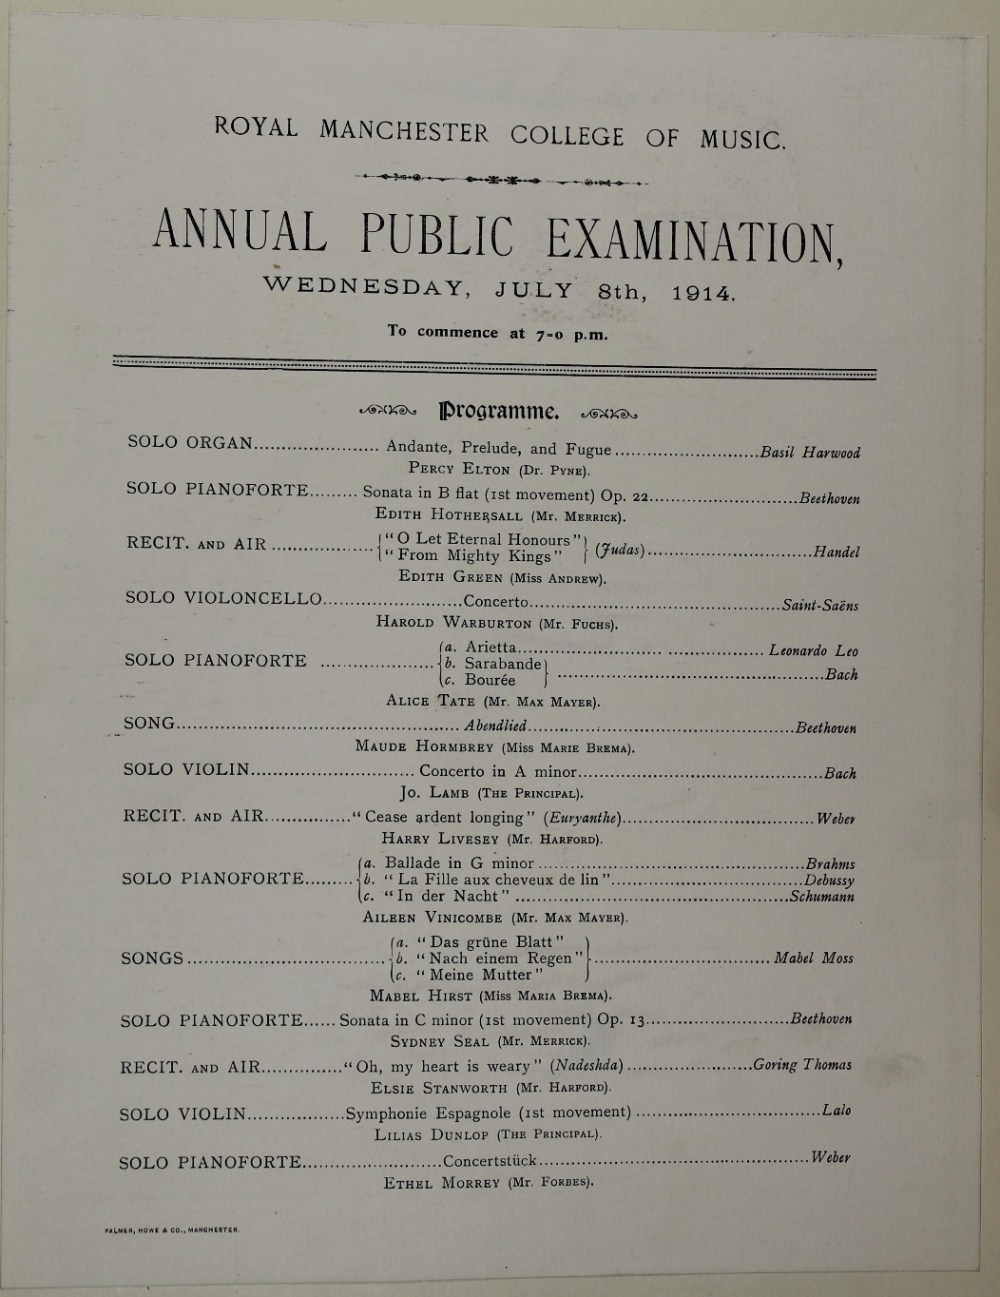 ROYAL MANCHESTER COLLEGE OF MUSIC.
ANNUAL PUBLIC EXAMINATION,
WEDNESDAY, JULY 8th, 1914.
To commence at 7-0 p.m.
Programme.
SOLO ORGAN........................ Andante, Prelude, and Fugue ..........................Basil Harwood
PERCY ELTON (DR. PYNE).
SOLO PIANOFORTE......... Sonata in B flat (1st movement) Op. 22..........................Beethoven
EDITH HOTHERSALL (MR. MERRICK).
RECIT. AND AIR .................... { "O Let Eternal Honours" } (Judas)..............................Handel
{ "From Mighty Kings" }
EDITH GREEN (MISS ANDREW).
SOLO VIOLONCELLO..........................Concerto...............................................Saint-Saëns
HAROLD WARBURTON (MR. FUCHS).
(a. Arietta............................................... Leonardo Leo
SOLO PIANOFORTE ...................... {b. Sarabande}
(c. Bourée } ....................................................Bach
ALICE TATE (MR. MAX MAYER).
SONG...................................................... Abendlied..................................................Beethoven
MAUDE HORMBREY (MISS MARIE BREMA).
SOLO VIOLIN............................... Concerto in A minor..............................................Bach
JO. LAMB (THE PRINCIPAL).
RECIT. AND AIR................"Cease ardent longing" (Euryanthe)....................................Weber
HARRY LIVESEY (MR. HARFORD).
(a. Ballade in G minor ..................................................Brahms
SOLO PIANOFORTE.........{b. "La Fille aux cheveux de lin".....................................Debussy
(c. "In der Nacht" ....................................................Schumann
AILEEN VINICOMBE (MR. MAX MAYER).
(a. "Das grüne Blatt" )
SONGS ......................................{b. "Nach einem Regen"}.................................. Mabel Moss
(c. "Meine Mutter" )
MABEL HIRST (MISS MARIA BREMA).
SOLO PIANOFORTE...... Sonata in C minor (1st movement) Op. 13..........................Beethoven
SYDNEY SEAL (MR. MERRICK).
RECIT. AND AIR................"Oh, my heart is weary" (Nadeshda) .......................Goring Thomas
ELSIE STANWORTH (MR. HARFORD).
SOLO VIOLIN...................Symphonie Espagnole (1st movement) ..................................Lalo
LILIAS DUNLOP (THE PRINCIPAL).
SOLO PIANOFORTE...........................Concertstück...................................................Weber
ETHEL MORREY (MR. FORBES).
PALMER, HOWE & CO., MANCHESTER.